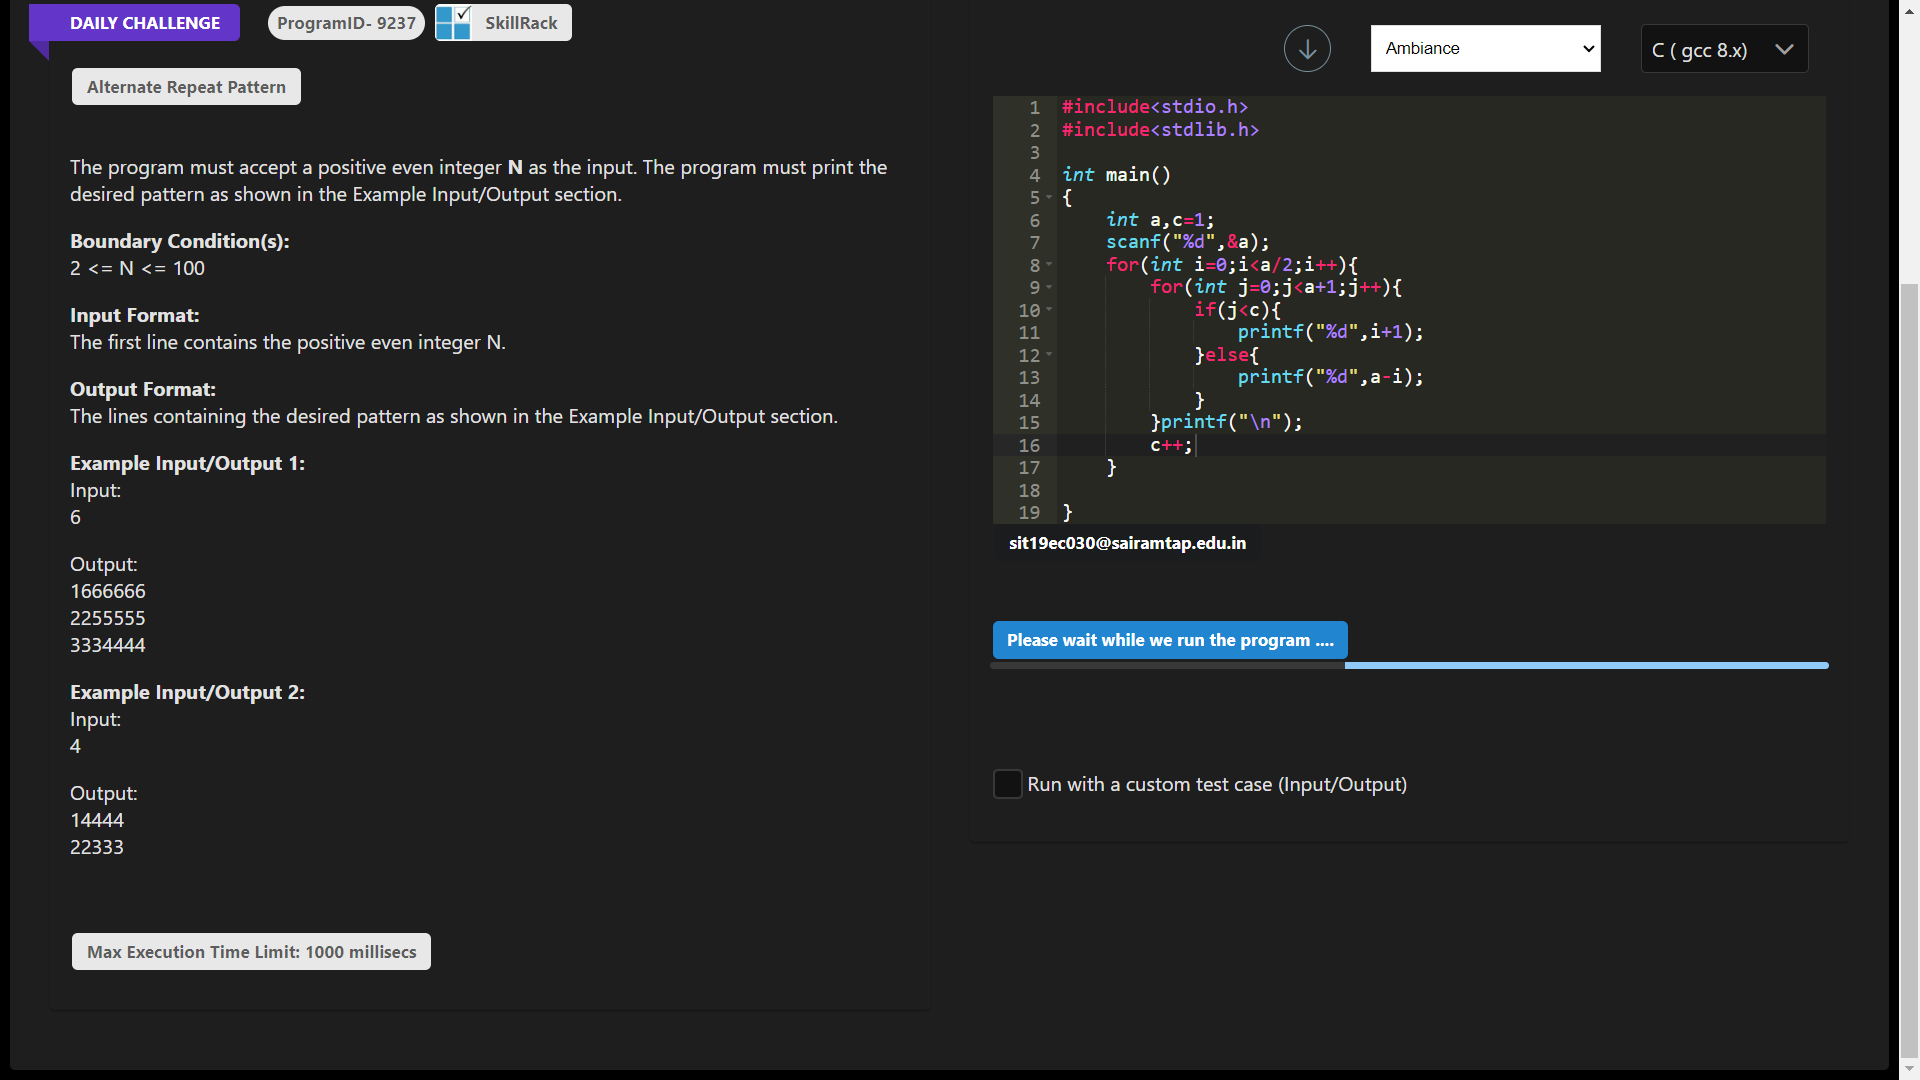 DAILY CHALLENGE
ProgramID- 9237
SkillRack
Alternate Repeat Pattern
The program must accept a positive even integer N as the input. The program must print the
desired pattern as shown in the Example Input/Output section.
Boundary Condition(s):
2 <= N <= 100
Input Format:
The first line contains the positive even integer N.
Output Format:
The lines containing the desired pattern as shown in the Example Input/Output section.
Example Input/Output 1:
Input:
6
Output:
1666666
2255555
3334444
Example Input/Output 2:
Input:
4
Output:
14444
22333
Max Execution Time Limit: 1000 millisecs
Ambiance
C ( gcc 8.x)
1 #include<stdio.h>
2 #include<stdlib.h>
3
4 int main()
5 {
6     int a,c=1;
7     scanf("%d",&a);
8     for(int i=0;i<a/2;i++){
9         for(int j=0;j<a+1;j++){
10             if(j<c){
11                 printf("%d",i+1);
12             }else{
13                 printf("%d",a-i);
14             }
15         }printf("\n");
16         c++;
17     }
18
19 }
sit19ec030@sairamtap.edu.in
Please wait while we run the program ....
Run with a custom test case (Input/Output)